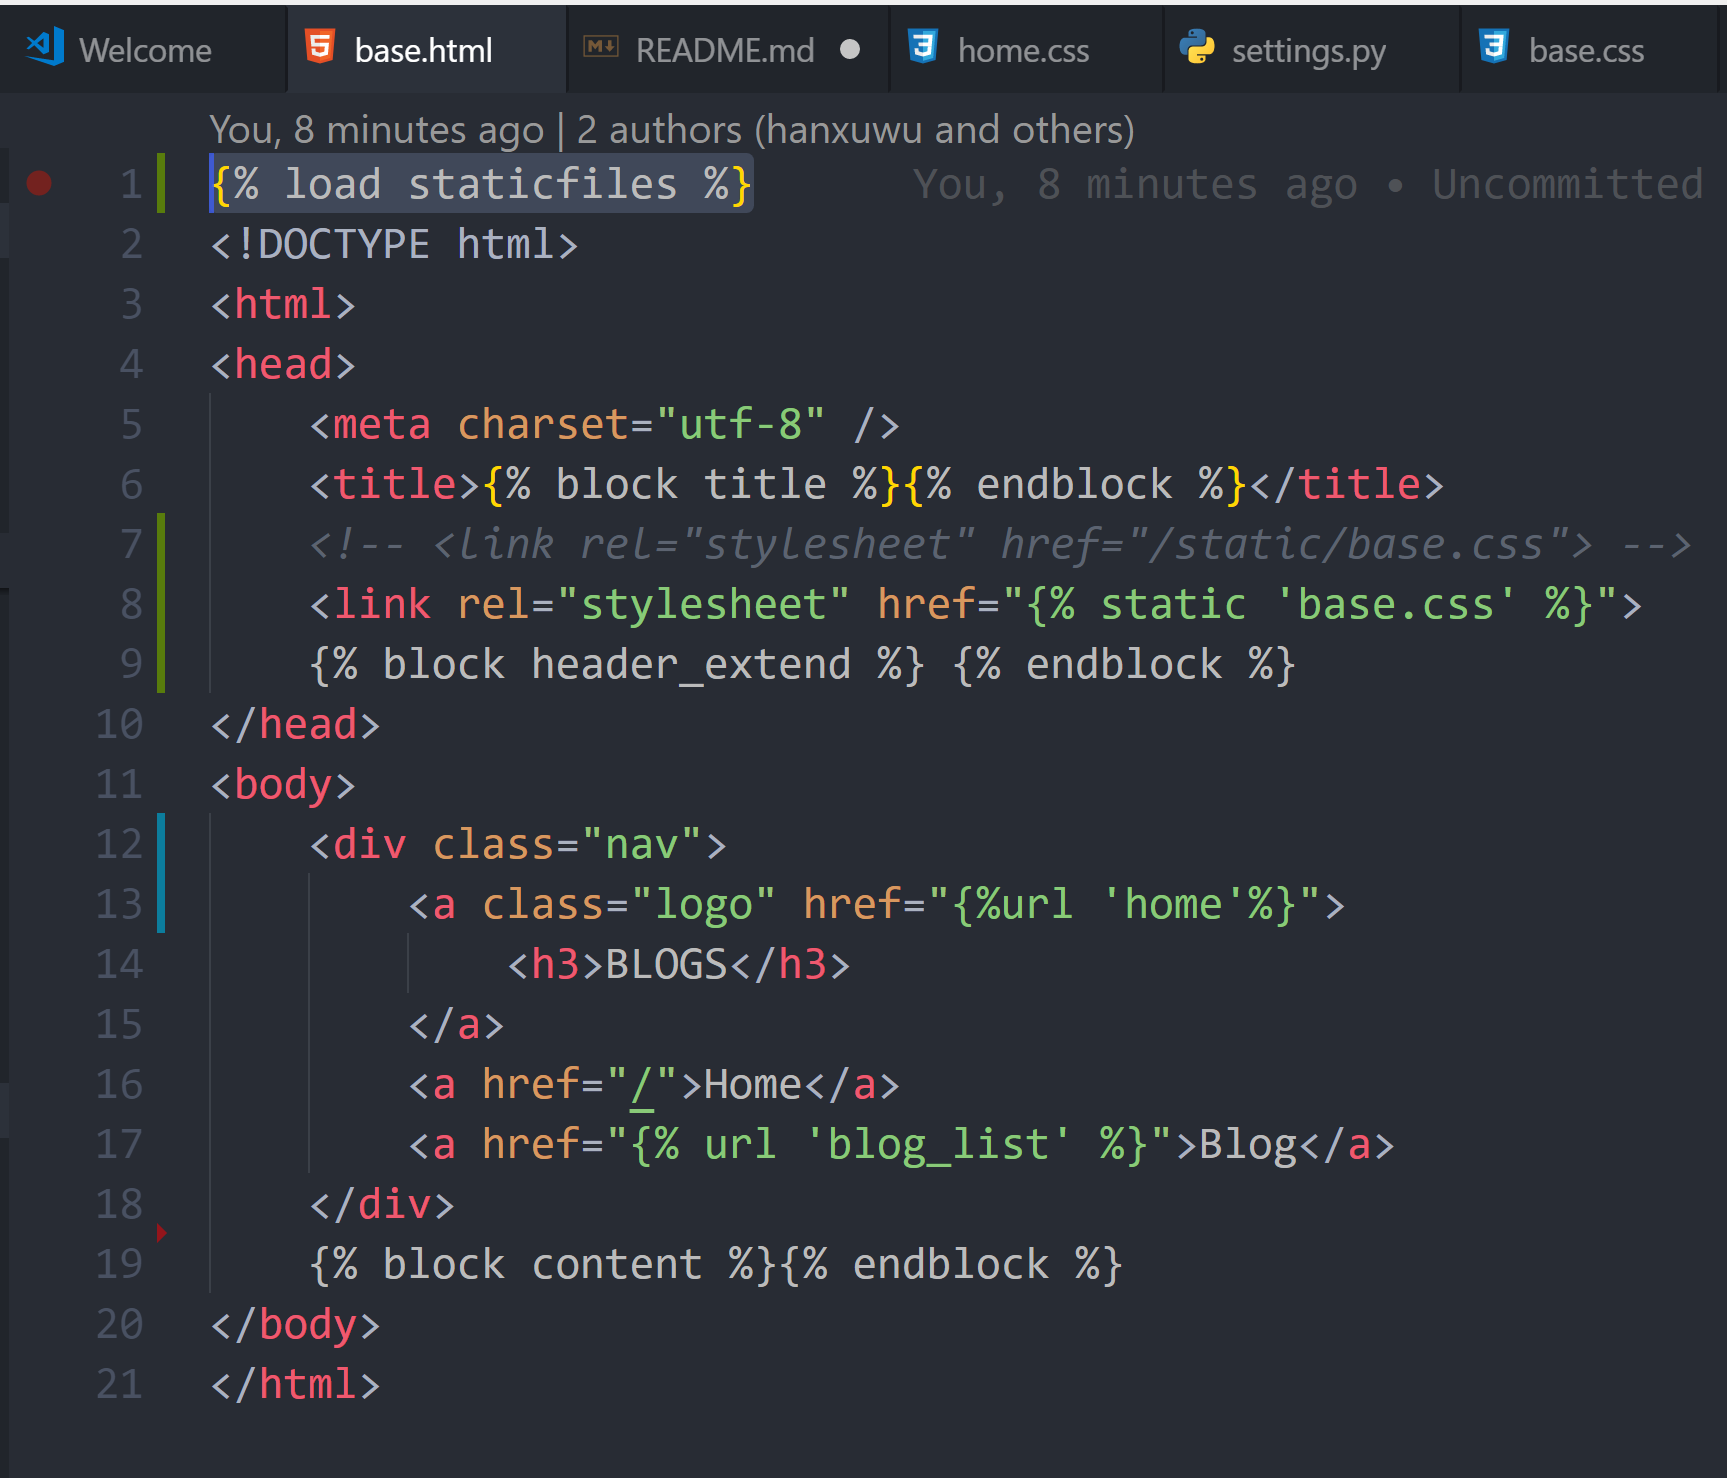 Welcome base.html README.md home.css settings.py base.css
You, 8 minutes ago | 2 authors (hanxuwu and others)
1 {% load staticfiles %} You, 8 minutes ago • Uncommitted
2 <!DOCTYPE html>
3 <html>
4 <head>
5 <meta charset="utf-8" />
6 <title>{% block title %}{% endblock %}</title>
7 <!-- <link rel="stylesheet" href="/static/base.css"> -->
8 <link rel="stylesheet" href="{% static 'base.css' %}">
9 {% block header_extend %} {% endblock %}
10 </head>
11 <body>
12 <div class="nav">
13 <a class="logo" href="{%url 'home'%}">
14 <h3>BLOGS</h3>
15 </a>
16 <a href="/">Home</a>
17 <a href="{% url 'blog_list' %}">Blog</a>
18 </div>
19 {% block content %}{% endblock %}
20 </body>
21 </html>